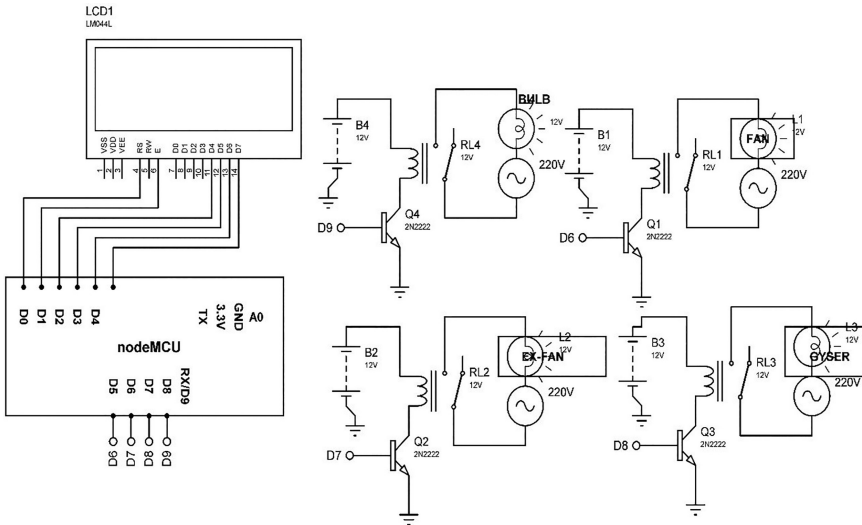 LCD1
LM044L
VSS
VDD
VEE
RS
RW
E
D0
D1
D2
D3
D4
D5
D6
D7
1
2
3
4
5
6
7
8
9
10
11
12
13
14
D0
D1
D2
D3
D4
TX
3.3V
GND
A0
nodeMCU
D5
D6
D7
D8
RX/D9
D6
D7
D8
D9
B4
12V
RL4
12V
BULB
12V
220V
D9
Q4
2N2222
B1
12V
RL1
12V
L1
12V
FAN
220V
D6
Q1
2N2222
B2
12V
RL2
12V
L2
12V
EX-FAN
220V
D7
Q2
2N2222
B3
12V
RL3
12V
L3
12V
GYSER
220V
D8
Q3
2N2222